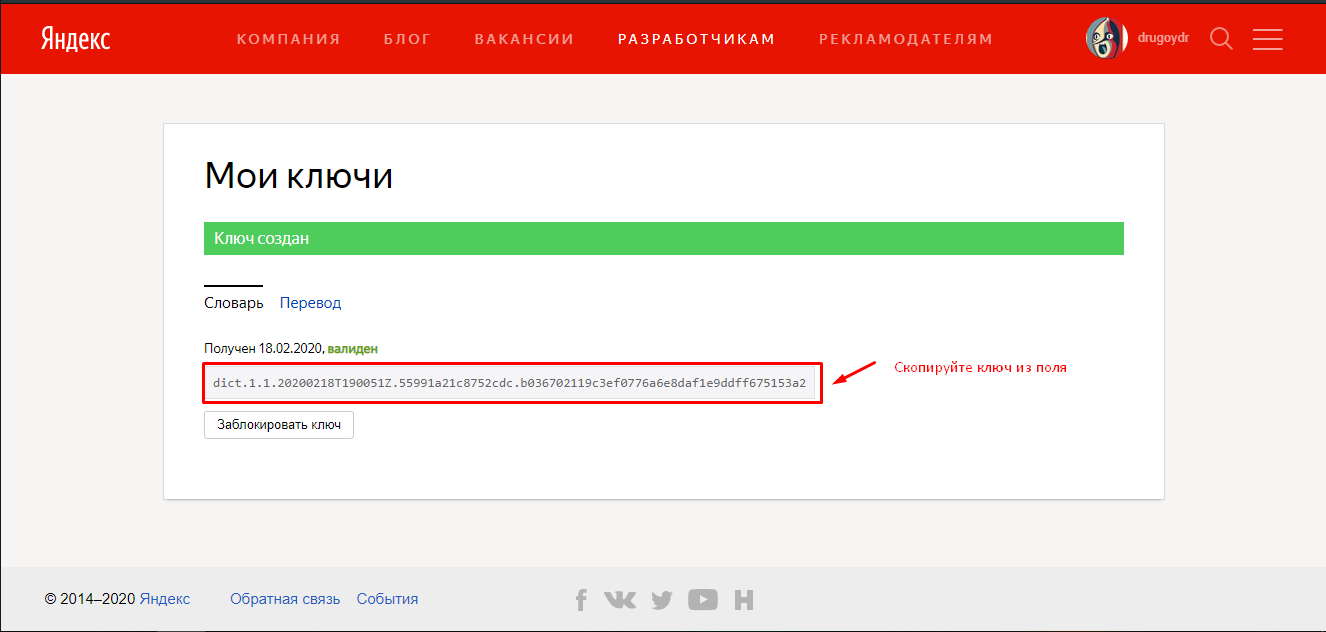 Яндекс КОМПАНИЯ БЛОГ ВАКАНСИИ РАЗРАБОТЧИКАМ РЕКЛАМОДАТЕЛЯМ drugoydr
Мои ключи
Ключ создан
Словарь Перевод
Получен 18.02.2020, валиден
dict.1.1.20200218T190051Z.55991a21c8752cdc.b036702119c3ef0776a6e8daf1e9ddff675153a2
Скопируйте ключ из поля
Заблокировать ключ
© 2014–2020 Яндекс Обратная связь События